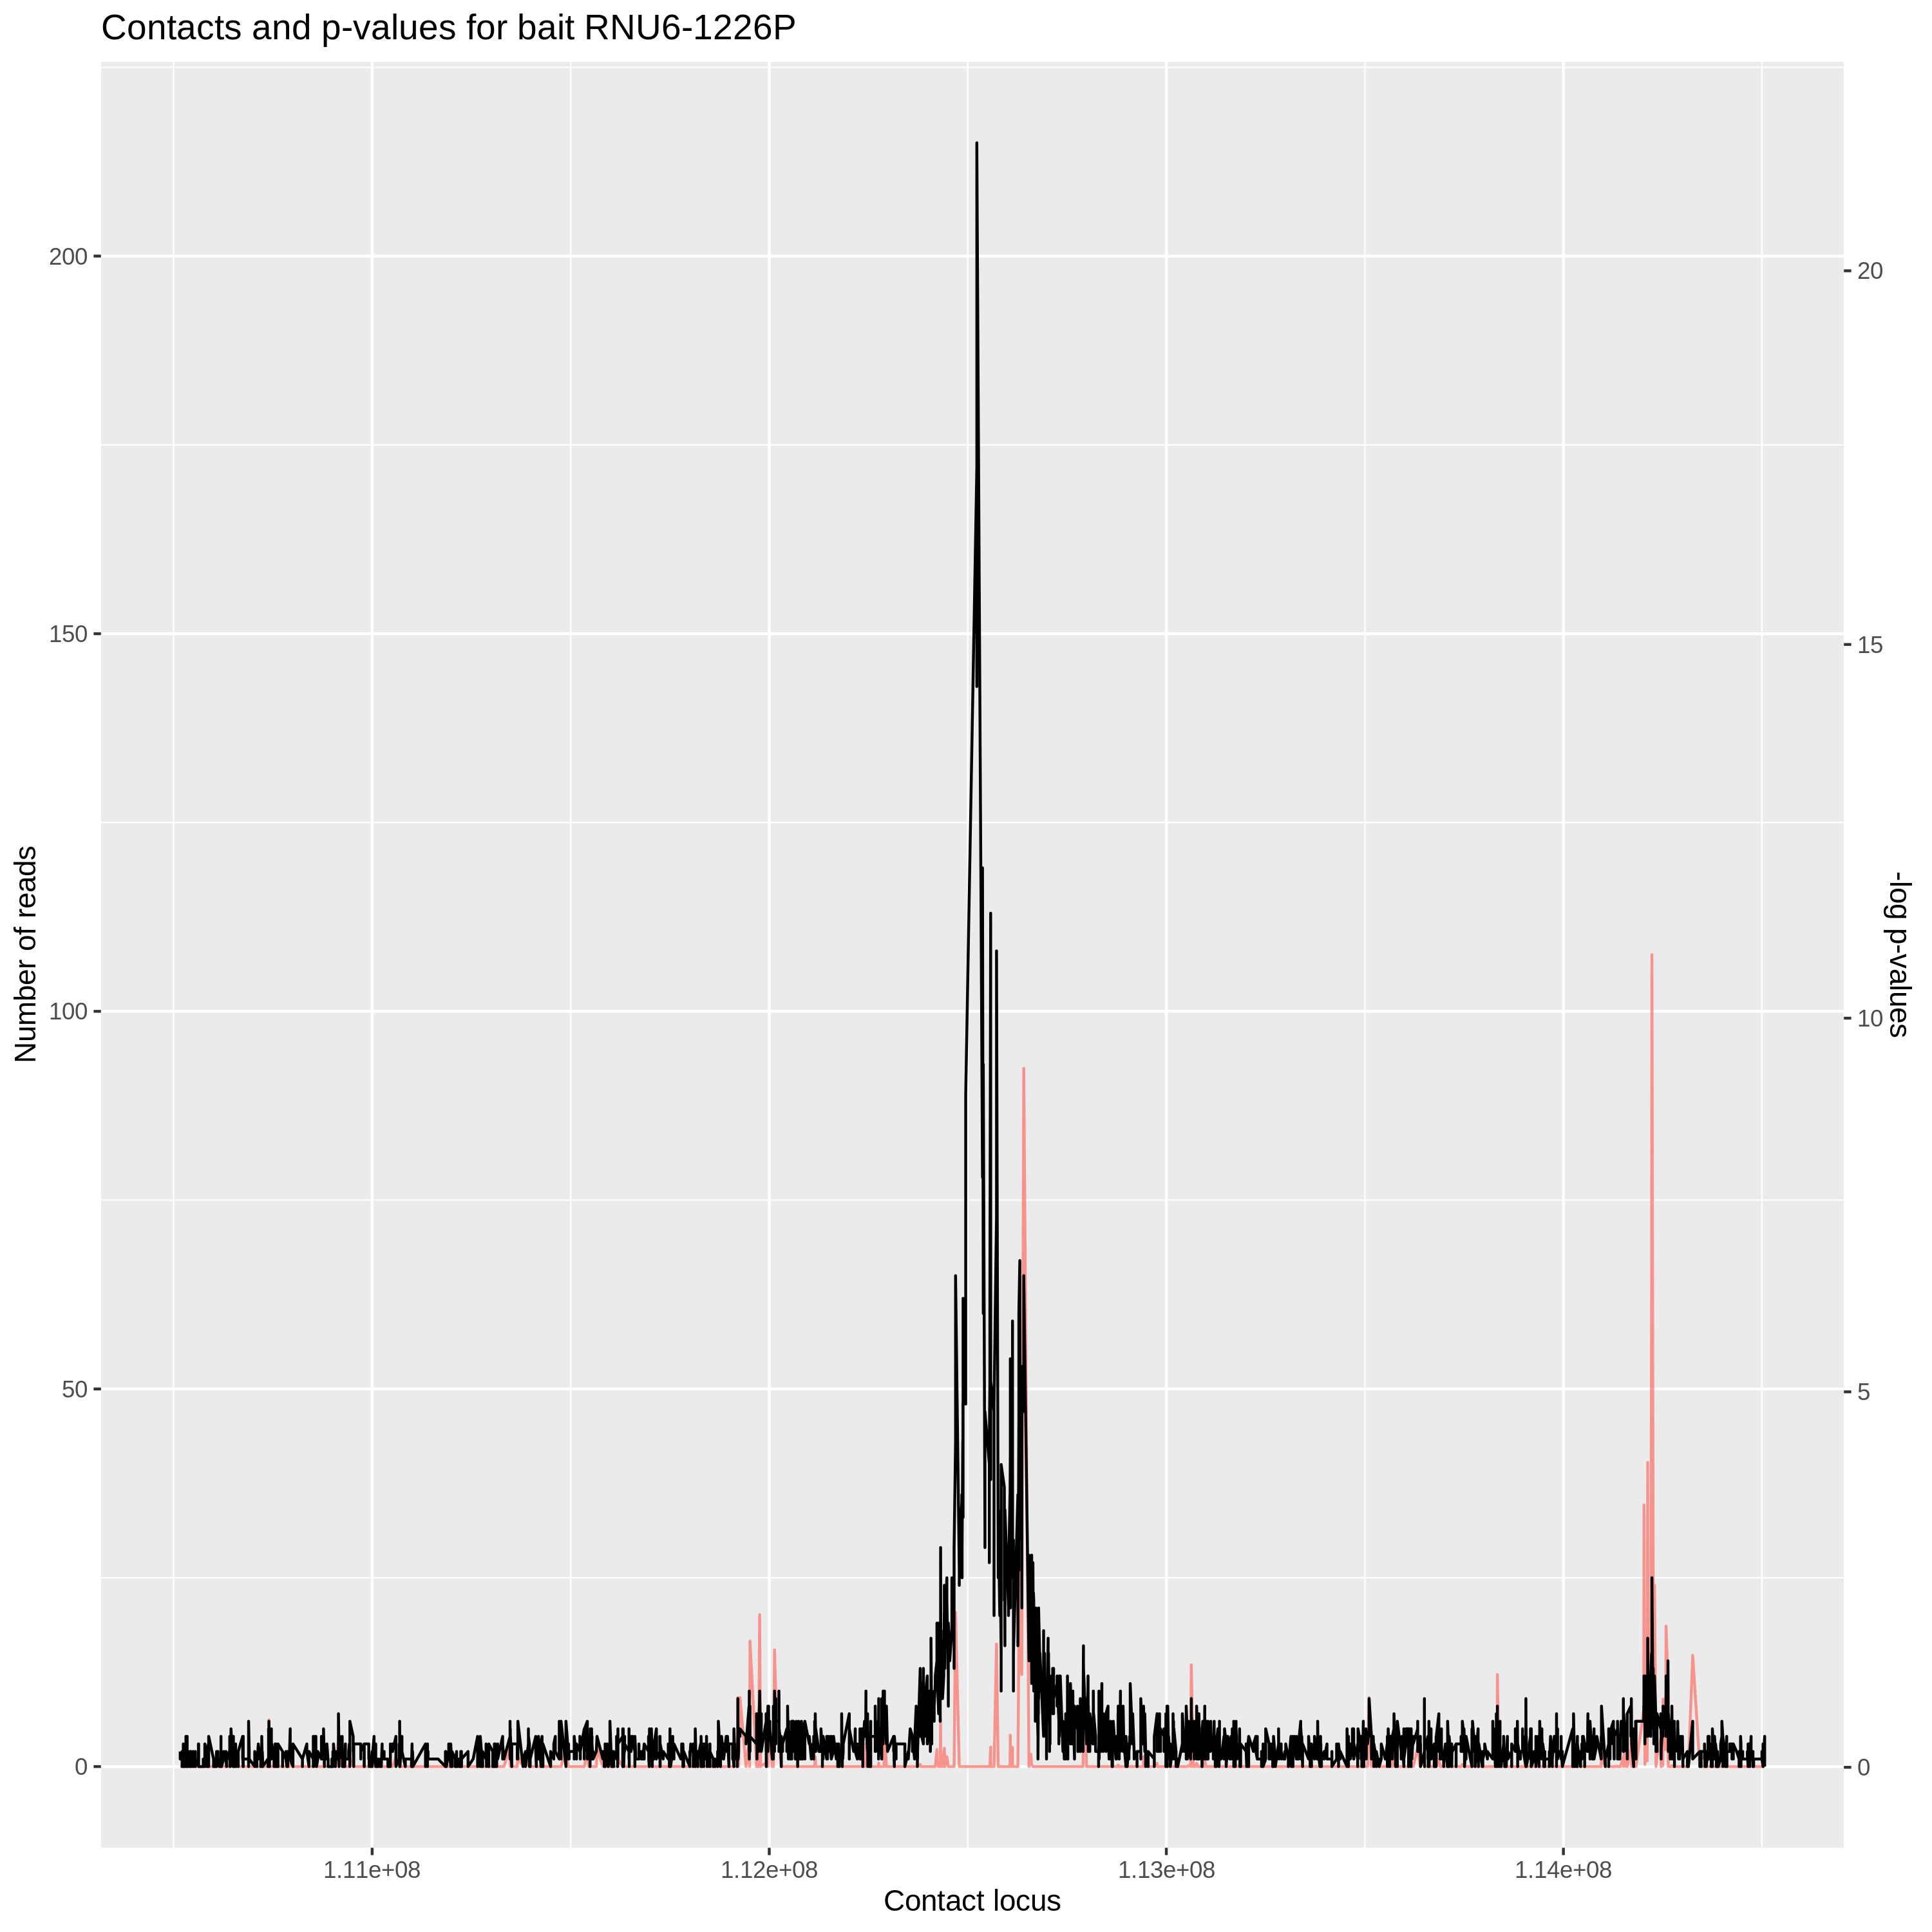 Contacts and p-values for bait RNU6-1226P
200
150
100
50
0
20
15
10
5
0
Number of reads
-log p-values
1.11e+08
1.12e+08
1.13e+08
1.14e+08
Contact locus